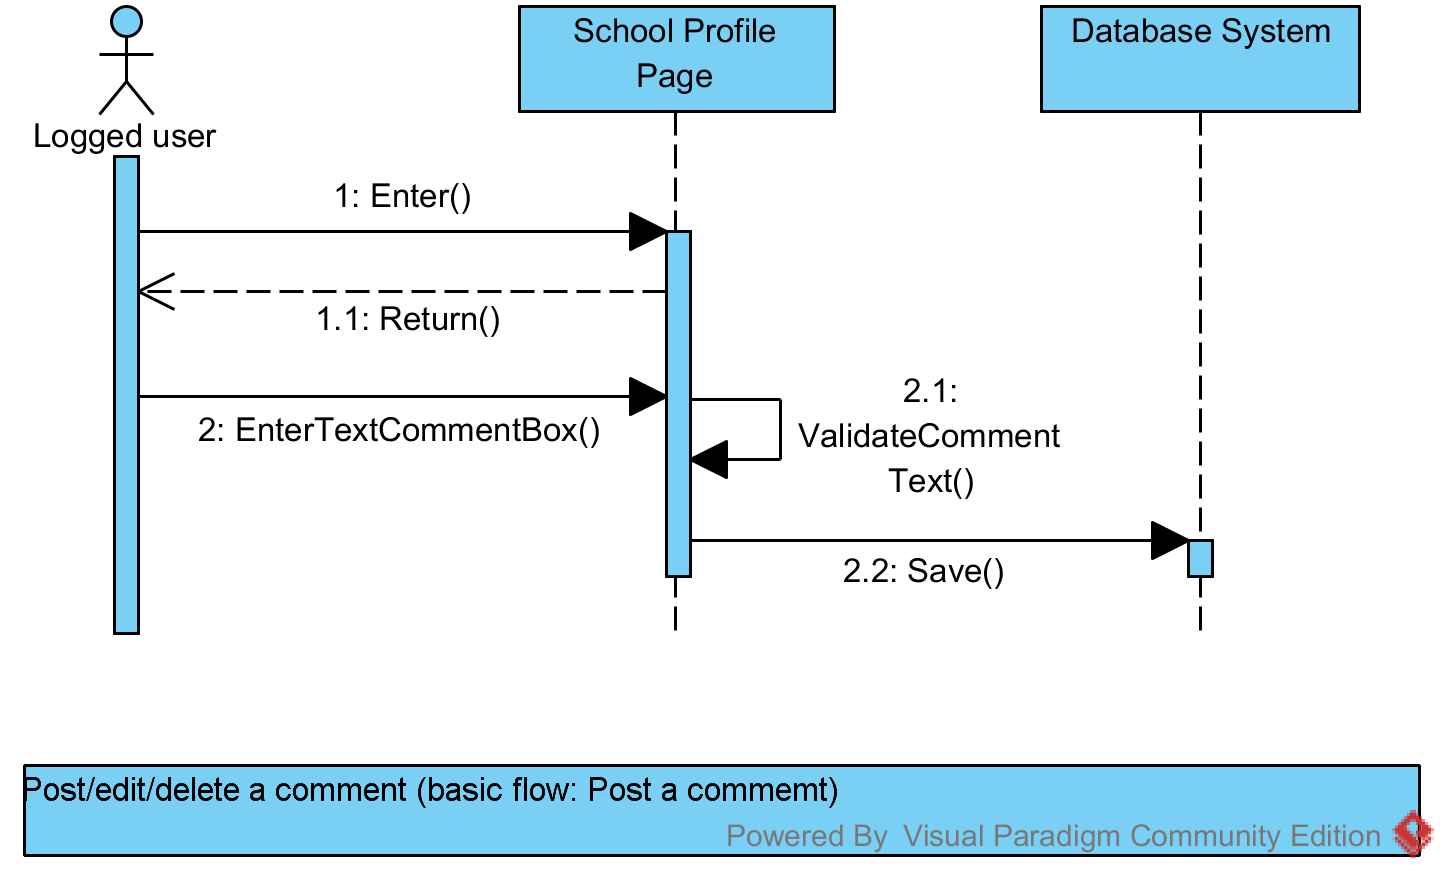 School Profile
Page
Database System
Logged user
1: Enter()
1.1: Return()
2: EnterTextCommentBox()
2.1:
ValidateComment
Text()
2.2: Save()
Post/edit/delete a comment (basic flow: Post a commemt)
Powered By Visual Paradigm Community Edition